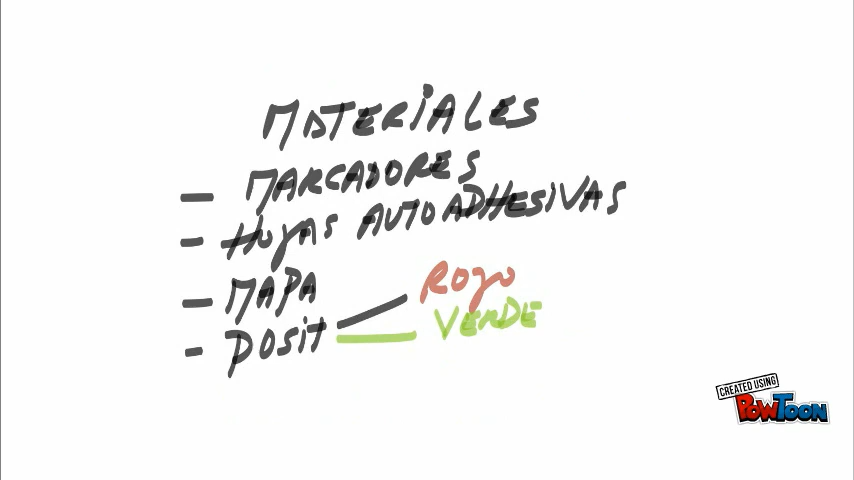 MATERIALES
- MARCADORES
- HOJAS AUTOADHESIVAS
- MAPA
- POSIT
ROJO
VERDE
CREATED USING
POWTOON